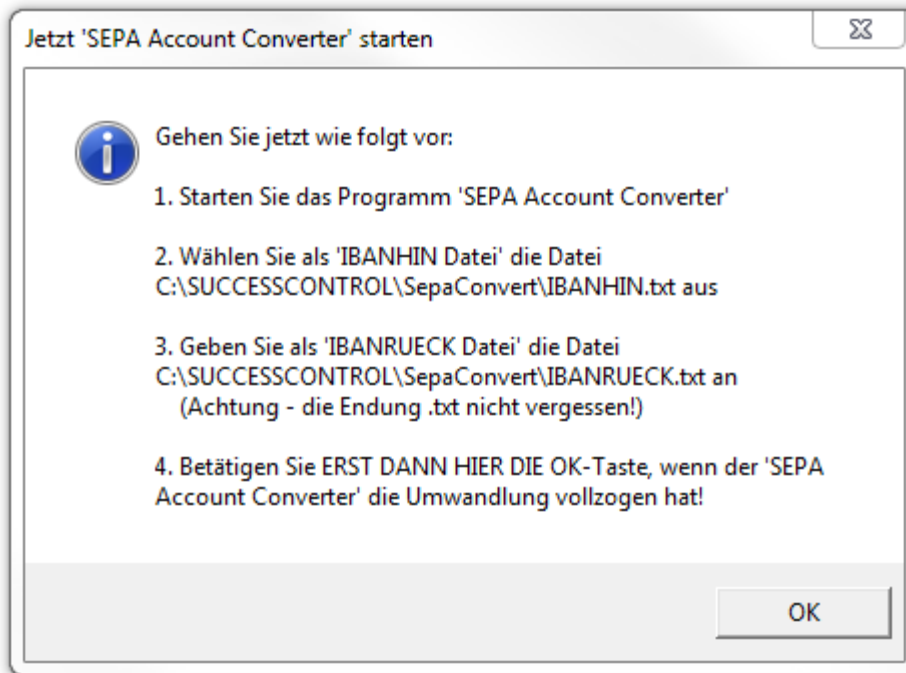 Jetzt 'SEPA Account Converter' starten
Gehen Sie jetzt wie folgt vor:
1. Starten Sie das Programm 'SEPA Account Converter'
2. Wählen Sie als 'IBANHIN Datei' die Datei
C:\SUCCESSCONTROL\SepaConvert\IBANHIN.txt aus
3. Geben Sie als 'IBANRUECK Datei' die Datei
C:\SUCCESSCONTROL\SepaConvert\IBANRUECK.txt an
(Achtung - die Endung .txt nicht vergessen!)
4. Betätigen Sie ERST DANN HIER DIE OK-Taste, wenn der 'SEPA
Account Converter' die Umwandlung vollzogen hat!
OK